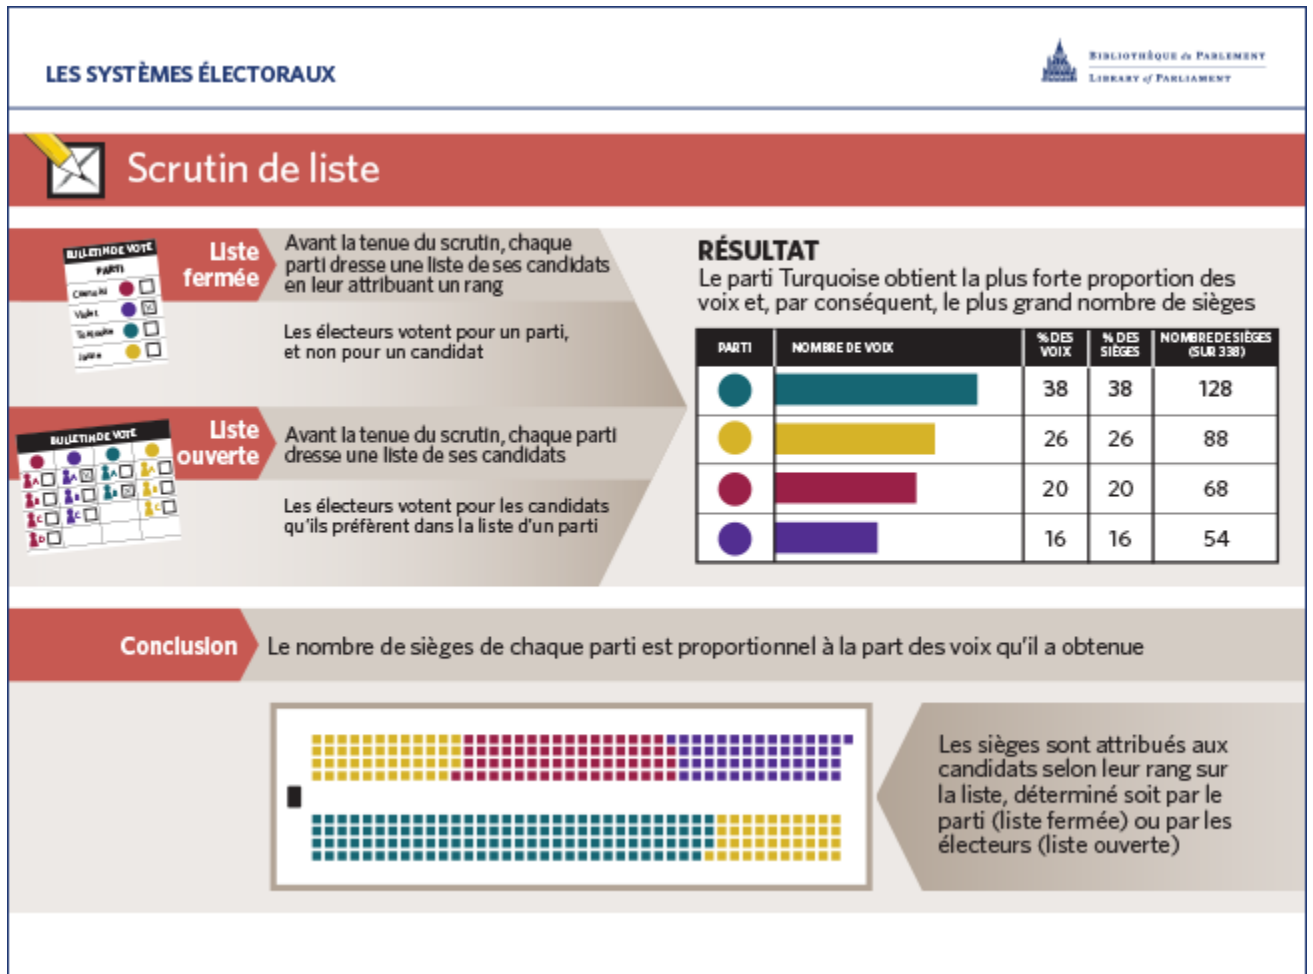 LES SYSTÈMES ÉLECTORAUX
BIBLIOTHÈQUE du PARLEMENT
LIBRARY of PARLIAMENT
Scrutin de liste
BULLETIN DE VOTE
PARTI
Violet
Jaune
Liste
fermée
Avant la tenue du scrutin, chaque
parti dresse une liste de ses candidats
en leur attribuant un rang
Les électeurs votent pour un parti,
et non pour un candidat
BULLETIN DE VOTE
A A A A
B B B B
C C C
D
Liste
ouverte
Avant la tenue du scrutin, chaque parti
dresse une liste de ses candidats
Les électeurs votent pour les candidats
qu'ils préfèrent dans la liste d'un parti
RÉSULTAT
Le parti Turquoise obtient la plus forte proportion des
voix et, par conséquent, le plus grand nombre de sièges
PARTI NOMBRE DE VOIX % DES VOIX % DES SIÈGES NOMBRE DE SIÈGES (SUR 338)
38 38 128
26 26 88
20 20 68
16 16 54
Conclusion
Le nombre de sièges de chaque parti est proportionnel à la part des voix qu'il a obtenue
Les sièges sont attribués aux
candidats selon leur rang sur
la liste, déterminé soit par le
parti (liste fermée) ou par les
électeurs (liste ouverte)